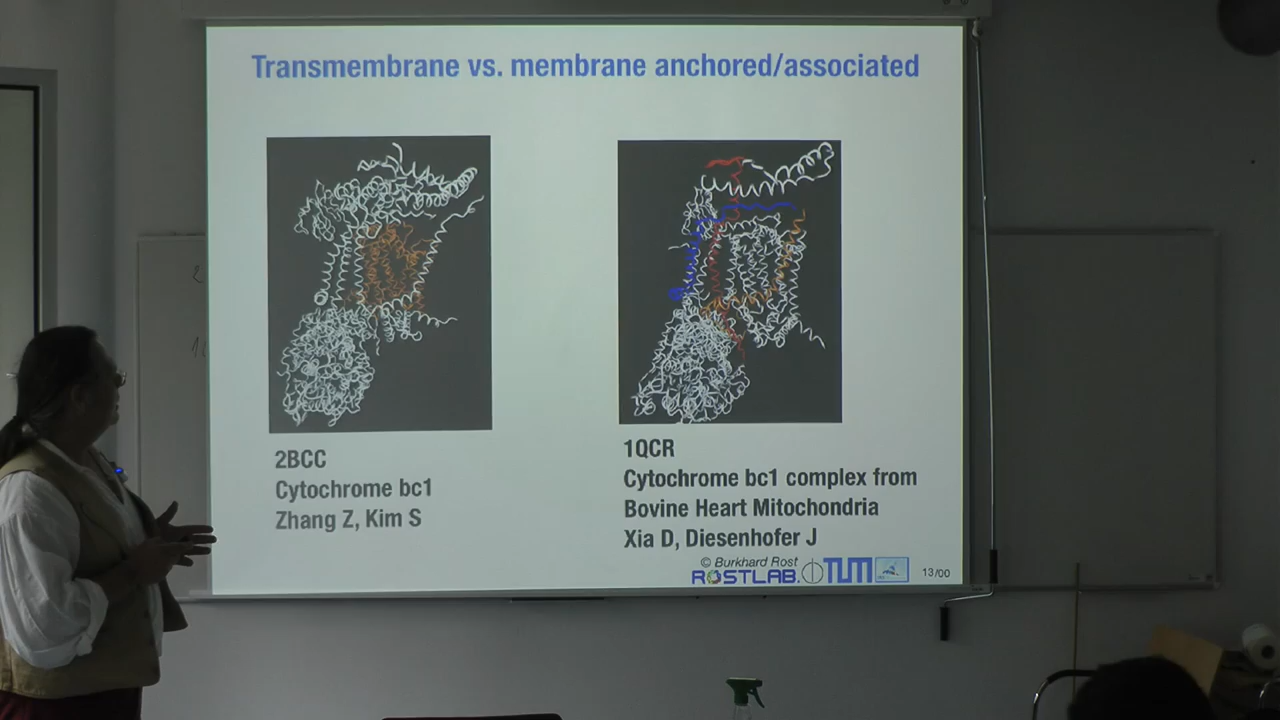 Transmembrane vs. membrane anchored/associated
2BCC
Cytochrome bc1
Zhang Z, Kim S
1QCR
Cytochrome bc1 complex from
Bovine Heart Mitochondria
Xia D, Diesenhofer J
© Burkhard Rost
ROSTLAB. TUM
13/00